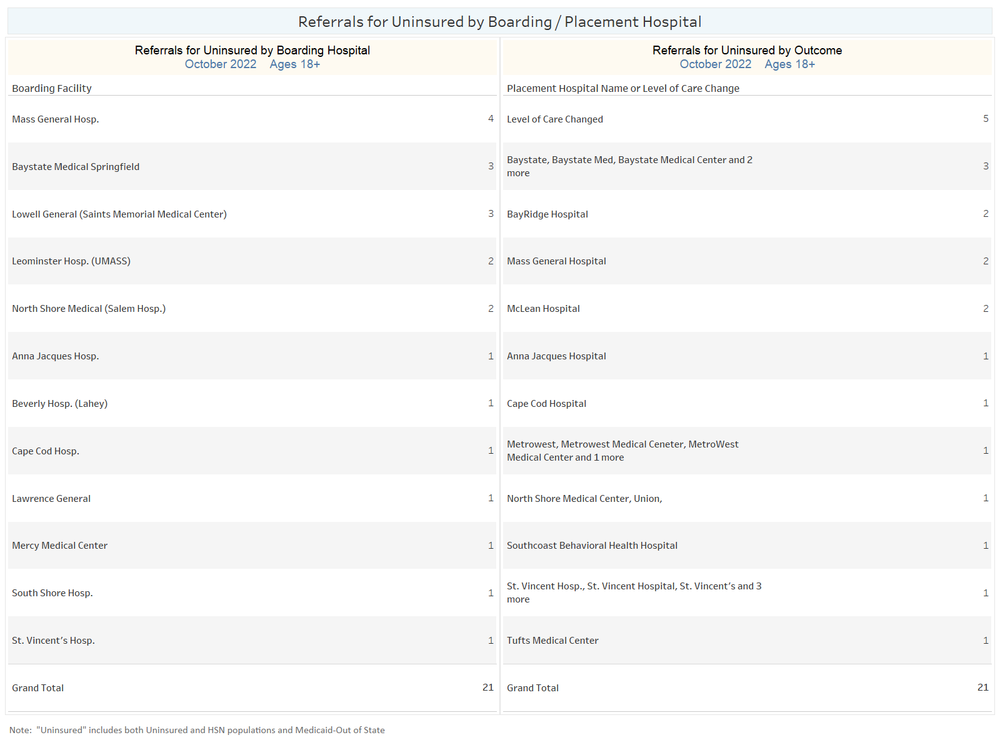 Referrals for Uninsured by Boarding / Placement Hospital
Referrals for Uninsured by Boarding Hospital
October 2022 Ages 18+
Boarding Facility
Mass General Hosp. 4
Baystate Medical Springfield 3
Lowell General (Saints Memorial Medical Center) 3
Leominster Hosp. (UMASS) 2
North Shore Medical (Salem Hosp.) 2
Anna Jacques Hosp. 1
Beverly Hosp. (Lahey) 1
Cape Cod Hosp. 1
Lawrence General 1
Mercy Medical Center 1
South Shore Hosp. 1
St. Vincent’s Hosp. 1
Grand Total 21
Referrals for Uninsured by Outcome
October 2022 Ages 18+
Placement Hospital Name or Level of Care Change
Level of Care Changed 5
Baystate, Baystate Med, Baystate Medical Center and 2
more 3
BayRidge Hospital 2
Mass General Hospital 2
McLean Hospital 2
Anna Jacques Hospital 1
Cape Cod Hospital 1
Metrowest, Metrowest Medical Ceneter, MetroWest
Medical Center and 1 more 1
North Shore Medical Center, Union, 1
Southcoast Behavioral Health Hospital 1
St. Vincent Hosp., St. Vincent Hospital, St. Vincent’s and 3
more 1
Tufts Medical Center 1
Grand Total 21
Note: "Uninsured" includes both Uninsured and HSN populations and Medicaid-Out of State